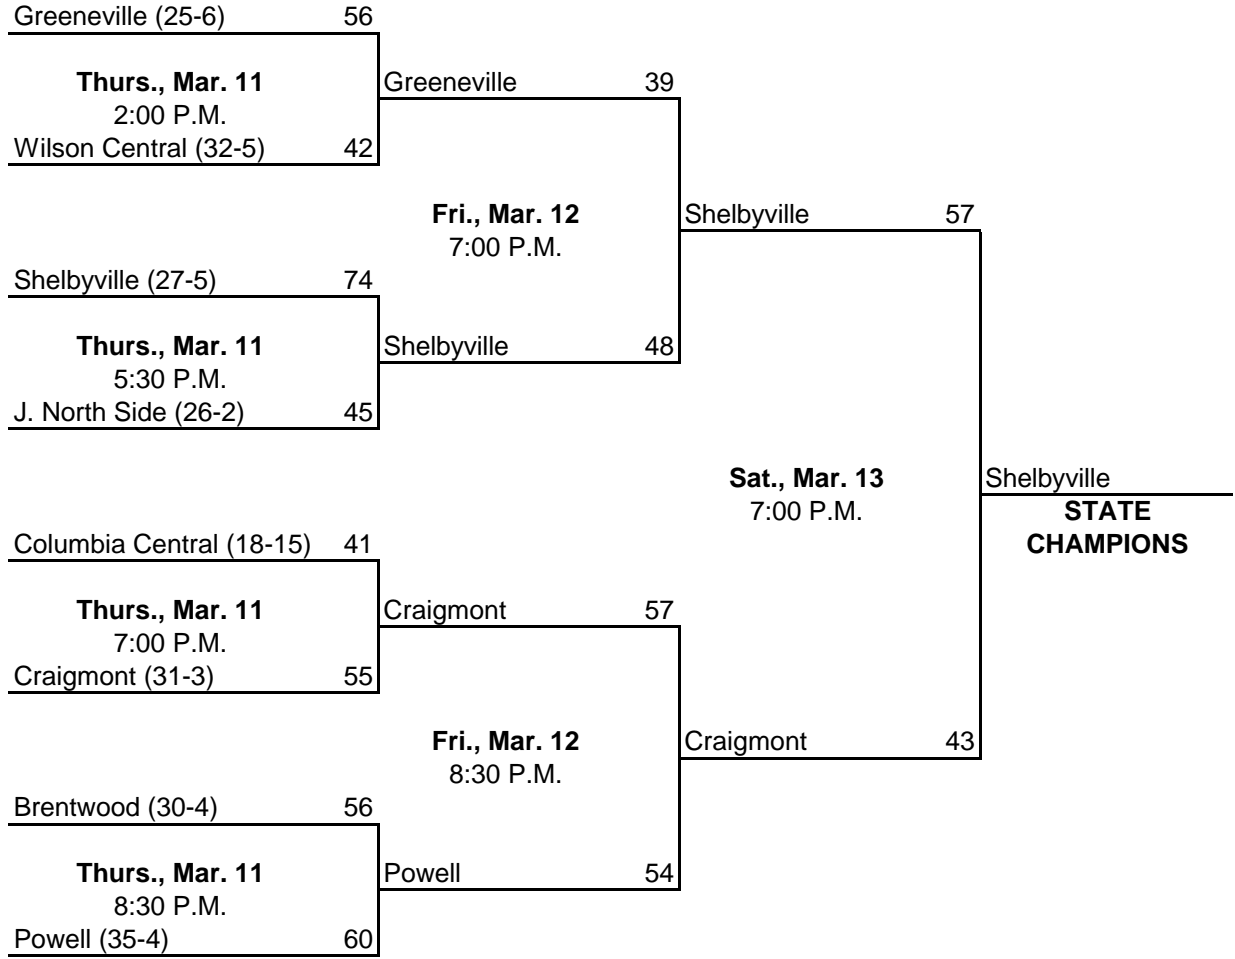 Greeneville (25-6) 56
Thurs., Mar. 11
2:00 P.M.
Wilson Central (32-5) 42
Greeneville 39
Fri., Mar. 12
7:00 P.M.
Shelbyville (27-5) 74
Thurs., Mar. 11
5:30 P.M.
J. North Side (26-2) 45
Shelbyville 48
Shelbyville 57
Sat., Mar. 13
7:00 P.M.
Shelbyville
STATE
CHAMPIONS
Columbia Central (18-15) 41
Thurs., Mar. 11
7:00 P.M.
Craigmont (31-3) 55
Craigmont 57
Fri., Mar. 12
8:30 P.M.
Craigmont 43
Brentwood (30-4) 56
Thurs., Mar. 11
8:30 P.M.
Powell (35-4) 60
Powell 54